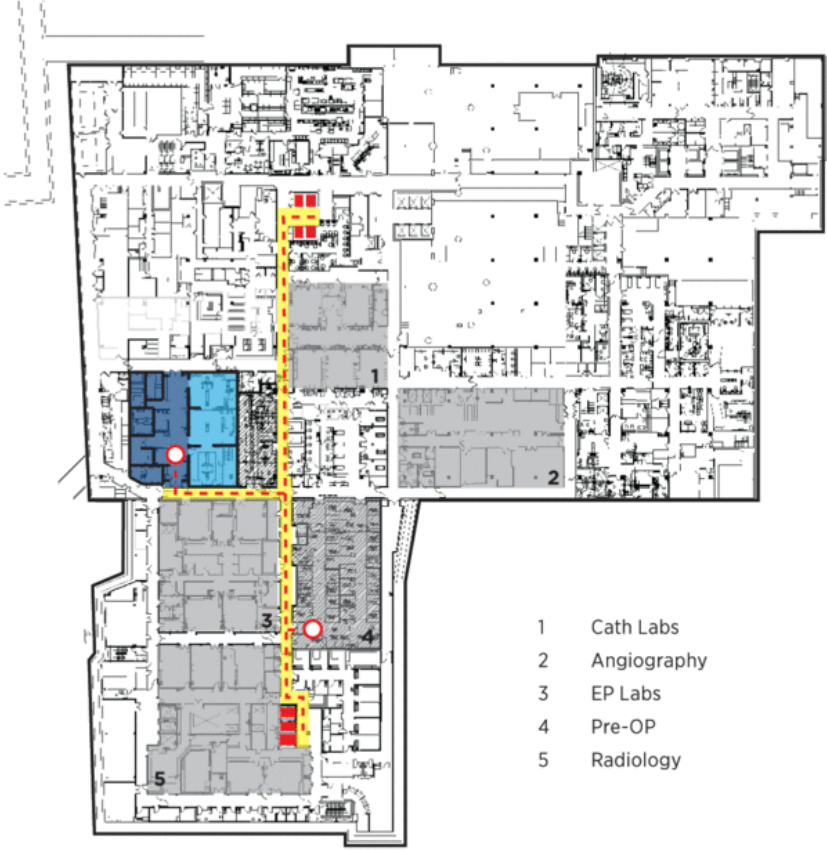 1
2
3
4
5
1 Cath Labs
2 Angiography
3 EP Labs
4 Pre-OP
5 Radiology